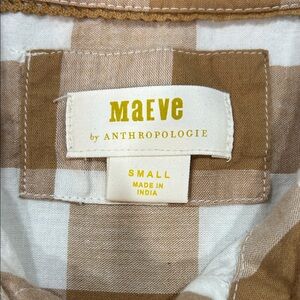 MAEVE
by ANTHROPOLOGIE
SMALL
MADE IN
INDIA